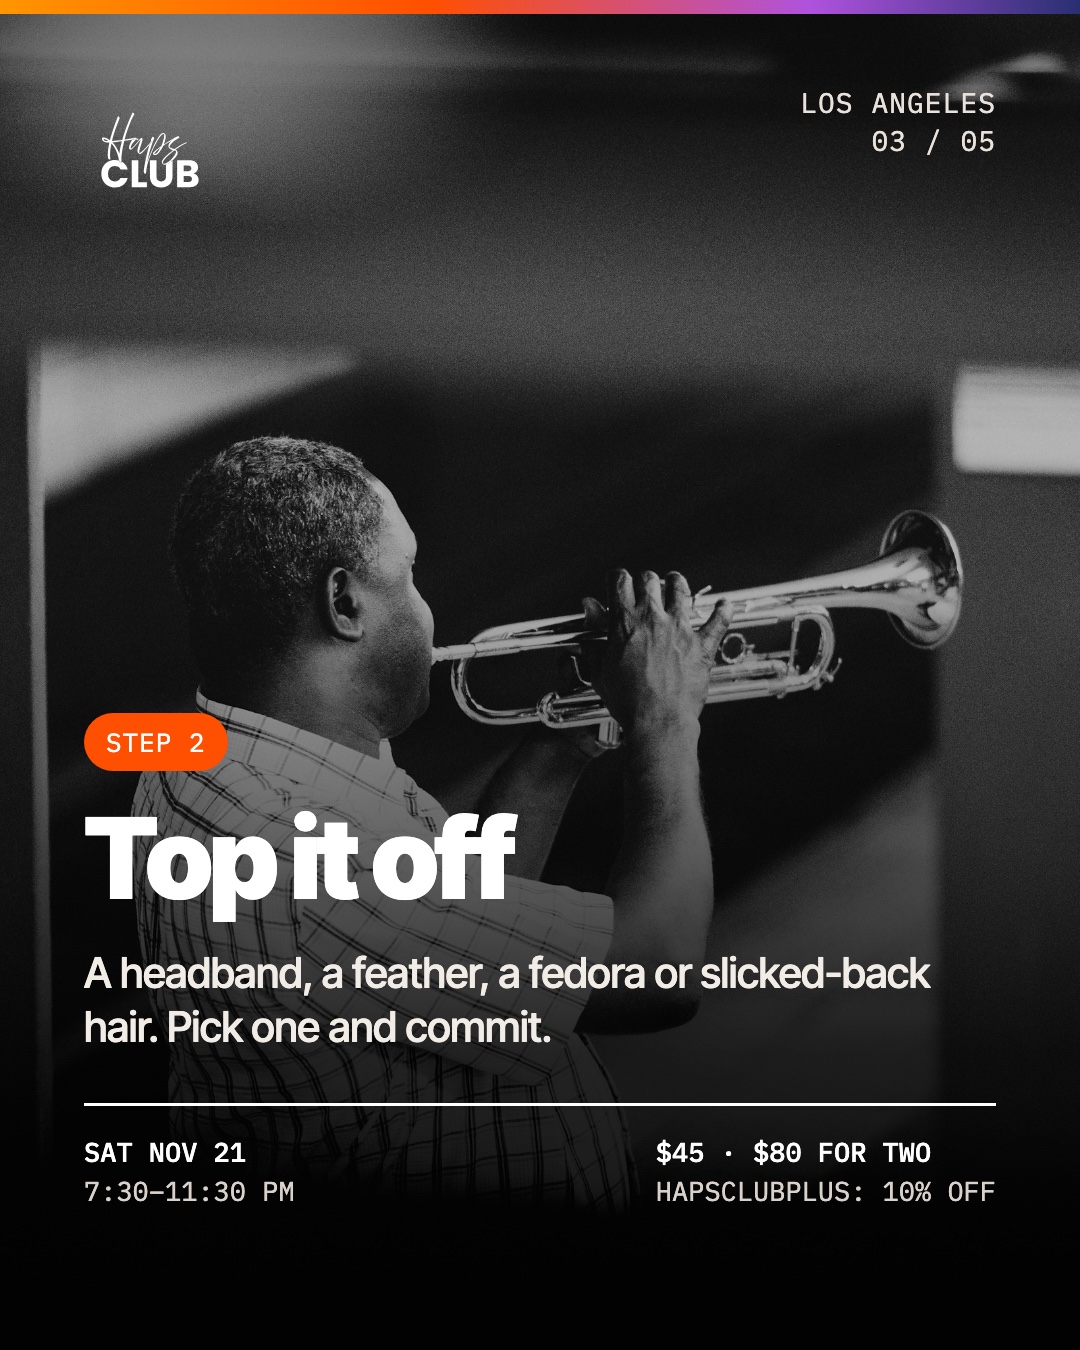 Haps
CLUB
LOS ANGELES
03 / 05
STEP 2
Top it off
A headband, a feather, a fedora or slicked-back
hair. Pick one and commit.
SAT NOV 21
7:30–11:30 PM
$45 · $80 FOR TWO
HAPSCLUBPLUS: 10% OFF